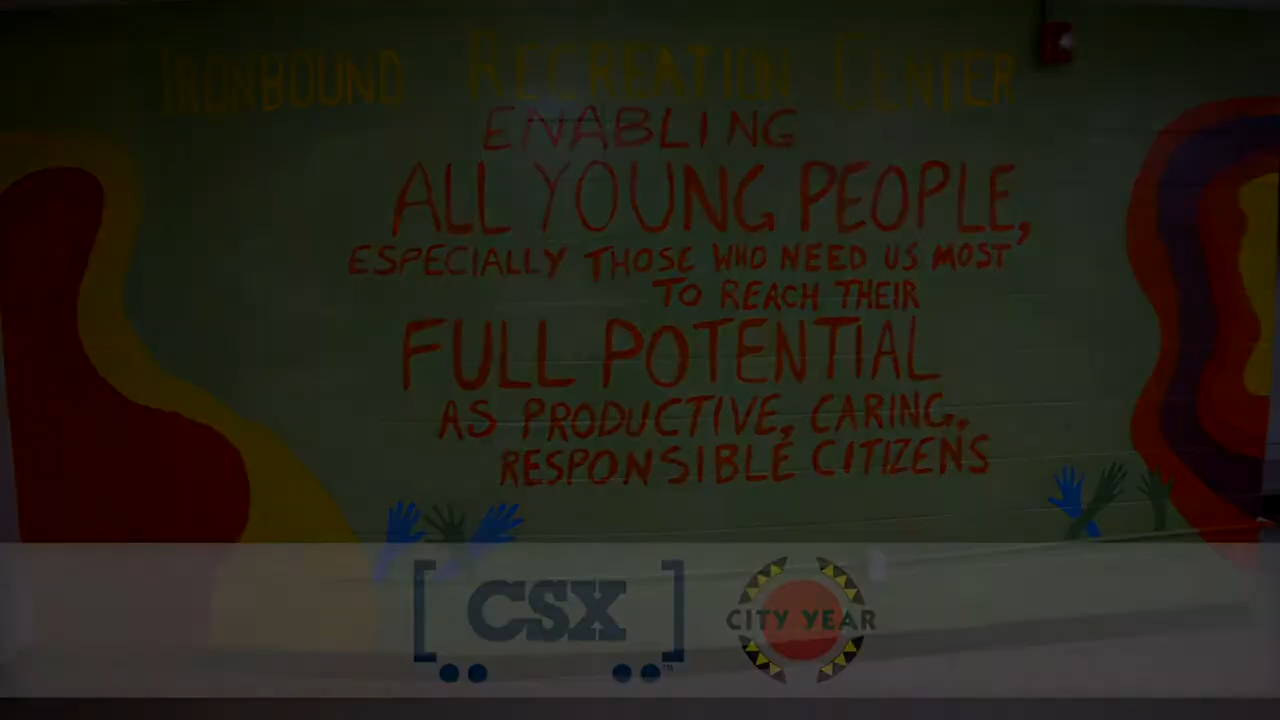 IRONBOUND RECREATION CENTER
ENABLING
ALL YOUNG PEOPLE,
ESPECIALLY THOSE WHO NEED US MOST
TO REACH THEIR
FULL POTENTIAL
AS PRODUCTIVE, CARING,
RESPONSIBLE CITIZENS
CSX
TM
CITY YEAR